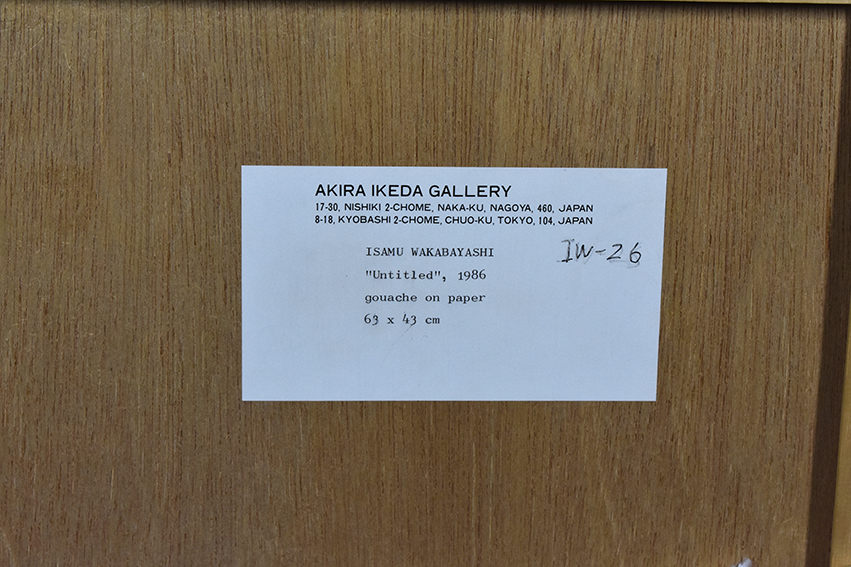 AKIRA IKEDA GALLERY
17-30, NISHIKI 2-CHOME, NAKA-KU, NAGOYA, 460, JAPAN
8-18, KYOBASHI 2-CHOME, CHUO-KU, TOKYO, 104, JAPAN
ISAMU WAKABAYASHI IW-26
"Untitled", 1986
gouache on paper
63 x 43 cm